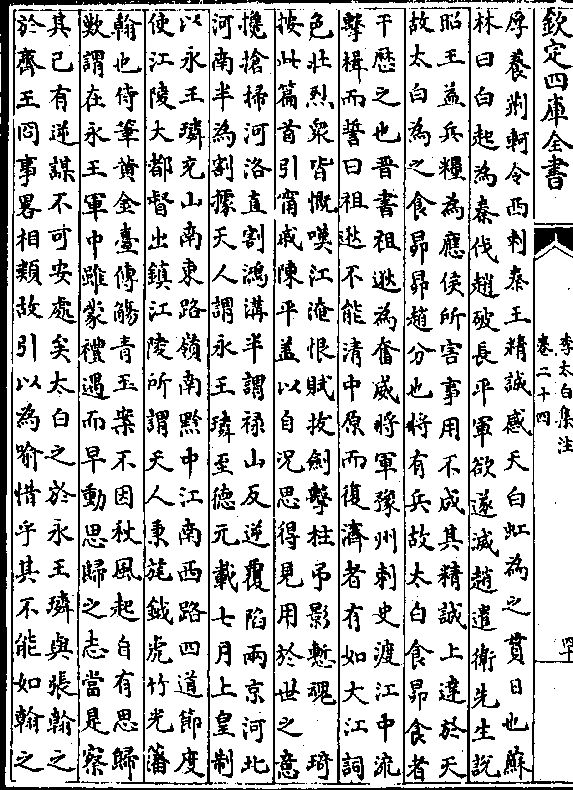 欽定四庫全書
李太白集注
卷二十四
厚養荆軻令西刺秦王精誠感天白虹為之貫日也蘇
林曰白起為秦伐趙破長平軍欲遂滅趙遣衛先生說
昭王益兵糧為應侯所害事用不成其精誠上達於天
故太白為之食昴昴趙分也將有兵故太白食昴食者
干歷之也晉書祖逖為奮威將軍豫州刺史渡江中流
擊楫而誓曰祖逖不能清中原而復濟者有如大江詞
色壯烈衆皆慨嘆江淹恨賦拔劍擊柱弔影慙魂 琦
按此篇首引甯戚陳平蓋以自况思得見用於世之意
攙搶掃河洛直割鴻溝半謂禄山反逆覆陷兩京河北
河南半為割據天人謂永王璘至德元載七月上皇制
以永王璘充山南東路嶺南黔中江南西路四道節度
使江陵大都督出鎮江陵所謂天人秉旄鉞虎竹光藩
翰也侍筆黄金臺傳觴青玉案不因秋風起自有思歸
歎謂在永王軍中雖蒙禮遇而早動思歸之志當是察
其已有逆謀不可安處矣太白之於永王璘與張翰之
於齊王冏事畧相類故引以為喻惜乎其不能如翰之